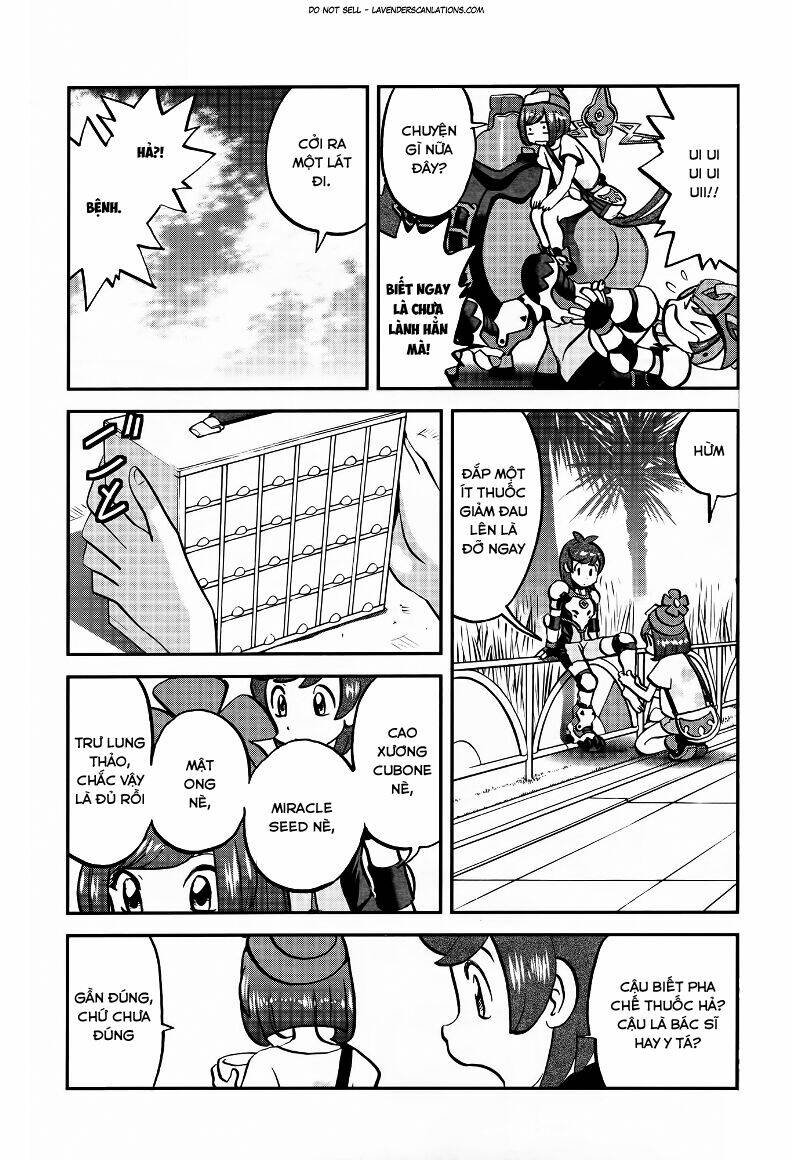 DO NOT SELL - LAVENDERSCANLATIONS.COM
UI UI
UI UI
UII!!
CHUYỆN
GÌ NỮA
ĐÂY?
BIẾT NGAY
LÀ CHƯA
LÀNH HẲN
MÀ!
CỞI RA
MỘT LÁT
ĐI.
HẢ?!
BỆNH.
HỪM
ĐẮP MỘT
ÍT THUỐC
GIẢM ĐAU
LÊN LÀ
ĐỠ NGAY
CAO
XƯƠNG
CUBONE NÈ,
MIRACLE
SEED NÈ,
MẬT
ONG
NÈ,
TRƯ LUNG
THẢO,
CHẮC VẬY
LÀ ĐỦ RỒI
CẬU BIẾT PHA
CHẾ THUỐC HẢ?
CẬU LÀ BÁC SĨ
HAY Y TÁ?
GẦN ĐÚNG,
CHỨ CHƯA
ĐÚNG